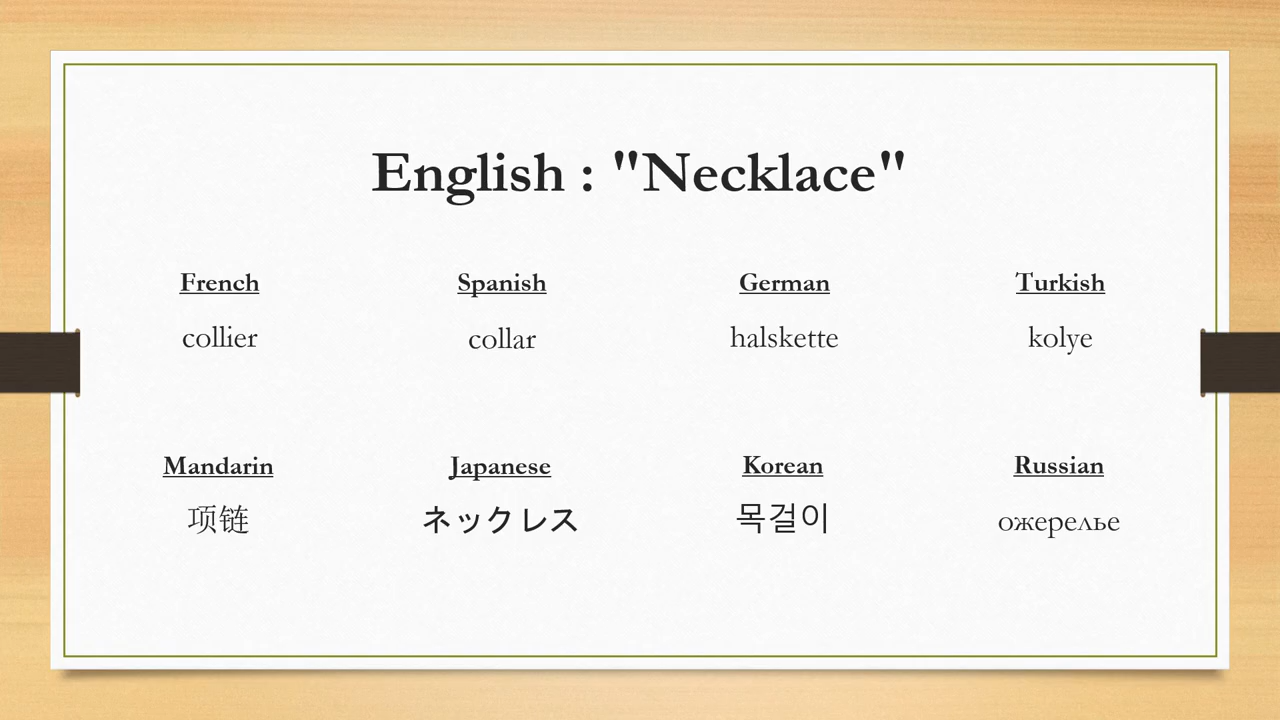 English : "Necklace"
French Spanish German Turkish
collier collar halskette kolye
Mandarin Japanese Korean Russian
项链 ネックレス 목걸이 ожерелье